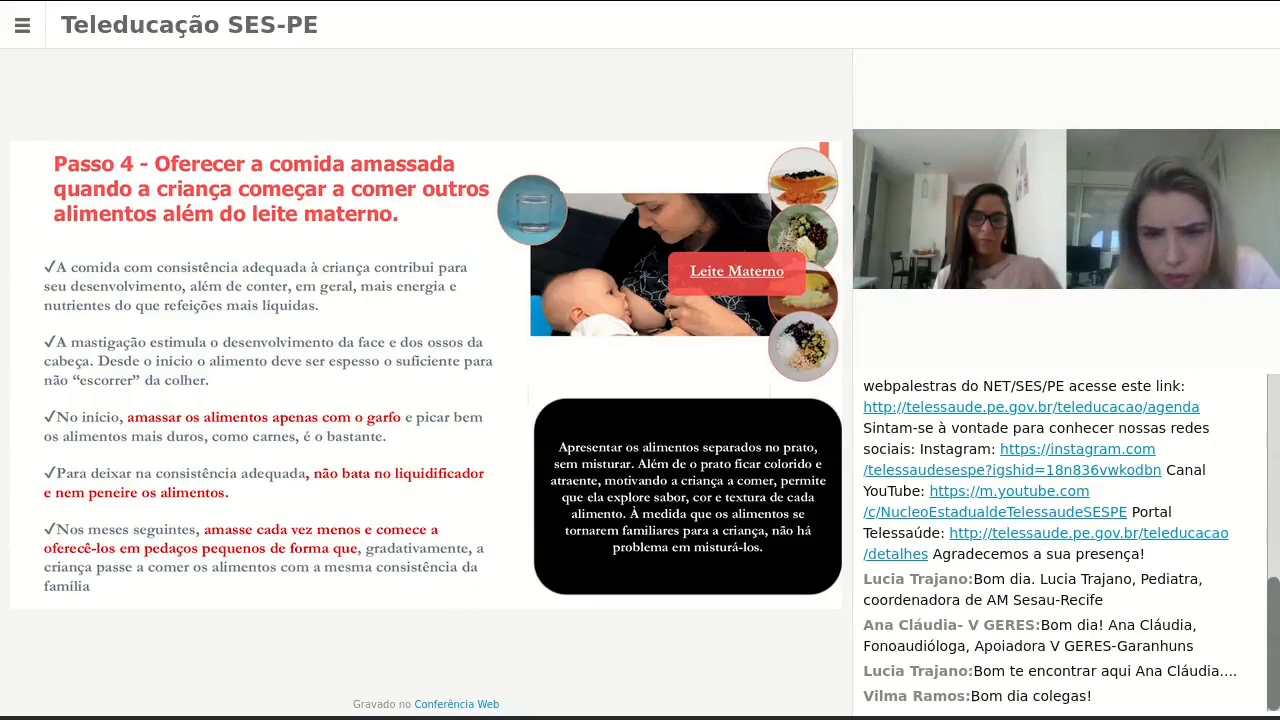 Teleducação SES-PE
Passo 4 - Oferecer a comida amassada
quando a criança começar a comer outros
alimentos além do leite materno.
✓A comida com consistência adequada à criança contribui para
seu desenvolvimento, além de conter, em geral, mais energia e
nutrientes do que refeições mais líquidas.
✓A mastigação estimula o desenvolvimento da face e dos ossos da
cabeça. Desde o início o alimento deve ser espesso o suficiente para
não “escorrer” da colher.
✓No início, amassar os alimentos apenas com o garfo e picar bem
os alimentos mais duros, como carnes, é o bastante.
✓Para deixar na consistência adequada, não bata no liquidificador
e nem peneire os alimentos.
✓Nos meses seguintes, amasse cada vez menos e comece a
oferecê-los em pedaços pequenos de forma que, gradativamente, a
criança passe a comer os alimentos com a mesma consistência da
família
Leite Materno
Apresentar os alimentos separados no prato,
sem misturar. Além de o prato ficar colorido e
atraente, motivando a criança a comer, permite
que ela explore sabor, cor e textura de cada
alimento. À medida que os alimentos se
tornarem familiares para a criança, não há
problema em misturá-los.
webpalestras do NET/SES/PE acesse este link:
http://telessaude.pe.gov.br/teleducacao/agenda
Sintam-se à vontade para conhecer nossas redes
sociais: Instagram: https://instagram.com
/telessaudesespe?igshid=18n836vwkodbn Canal
YouTube: https://m.youtube.com
/c/NucleoEstadualdeTelessaudeSESPE Portal
Telessaúde: http://telessaude.pe.gov.br/teleducacao
/detalhes Agradecemos a sua presença!
Lucia Trajano:Bom dia. Lucia Trajano, Pediatra,
coordenadora de AM Sesau-Recife
Ana Cláudia- V GERES:Bom dia! Ana Cláudia,
Fonoaudióloga, Apoiadora V GERES-Garanhuns
Lucia Trajano:Bom te encontrar aqui Ana Cláudia....
Vilma Ramos:Bom dia colegas!
Gravado no Conferência Web